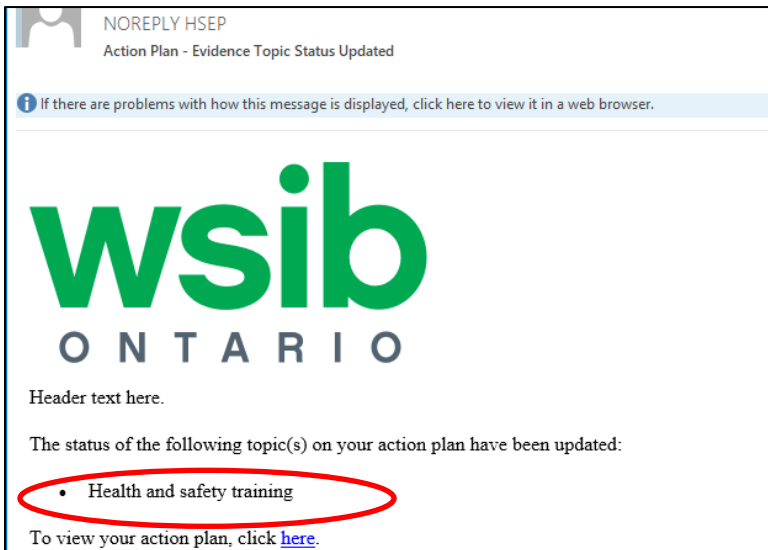 NOREPLY HSEP
Action Plan - Evidence Topic Status Updated
If there are problems with how this message is displayed, click here to view it in a web browser.
wsib
ONTARIO
Header text here.
The status of the following topic(s) on your action plan have been updated:
• Health and safety training
To view your action plan, click here.